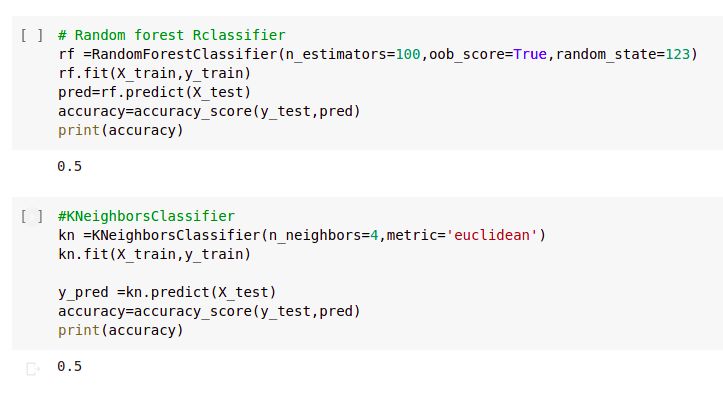 [ ] # Random forest Rclassifier
rf =RandomForestClassifier(n_estimators=100,oob_score=True,random_state=123)
rf.fit(X_train,y_train)
pred=rf.predict(X_test)
accuracy=accuracy_score(y_test,pred)
print(accuracy)
0.5
[ ] #KNeighborsClassifier
kn =KNeighborsClassifier(n_neighbors=4,metric='euclidean')
kn.fit(X_train,y_train)
y_pred =kn.predict(X_test)
accuracy=accuracy_score(y_test,pred)
print(accuracy)
0.5